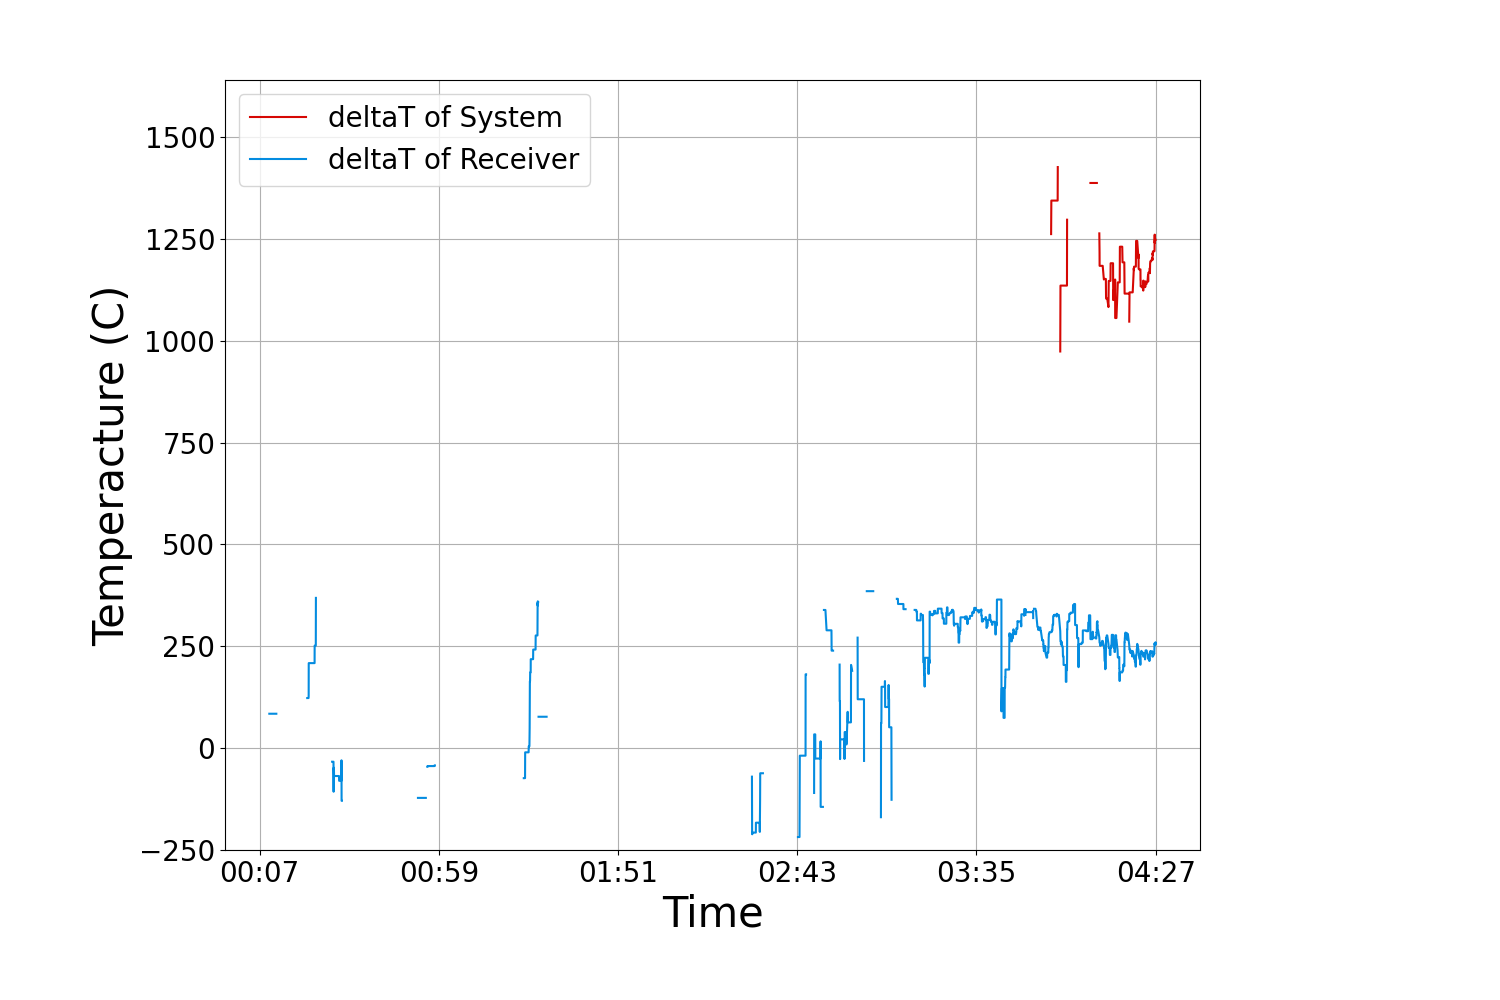 deltaT of System
deltaT of Receiver
Temperacture (C)
1500
1250
1000
750
500
250
0
−250
00:07 00:59 01:51 02:43 03:35 04:27
Time